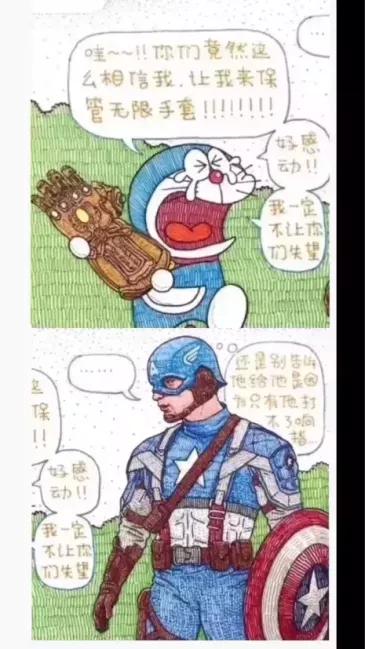 ......
哇~~!!你们竟然这
么相信我.让我来保
管无限手套!!!!!!!!
好感
动!!
我一定
不让你
们失望
......
还是别告诉
他给他是因
为只有他打
不了响
指...
这
保
!!
好感
动!!
我一定
不让你
们失望